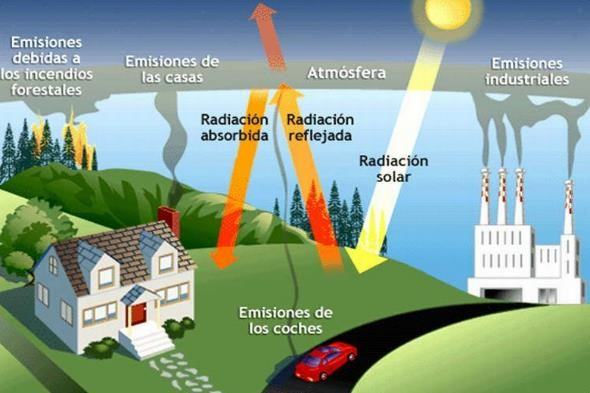 Emisiones
debidas a
los incendios
forestales
Emisiones de
las casas
Atmósfera
Emisiones
industriales
Radiación
absorbida
Radiación
reflejada
Radiación
solar
Emisiones de
los coches